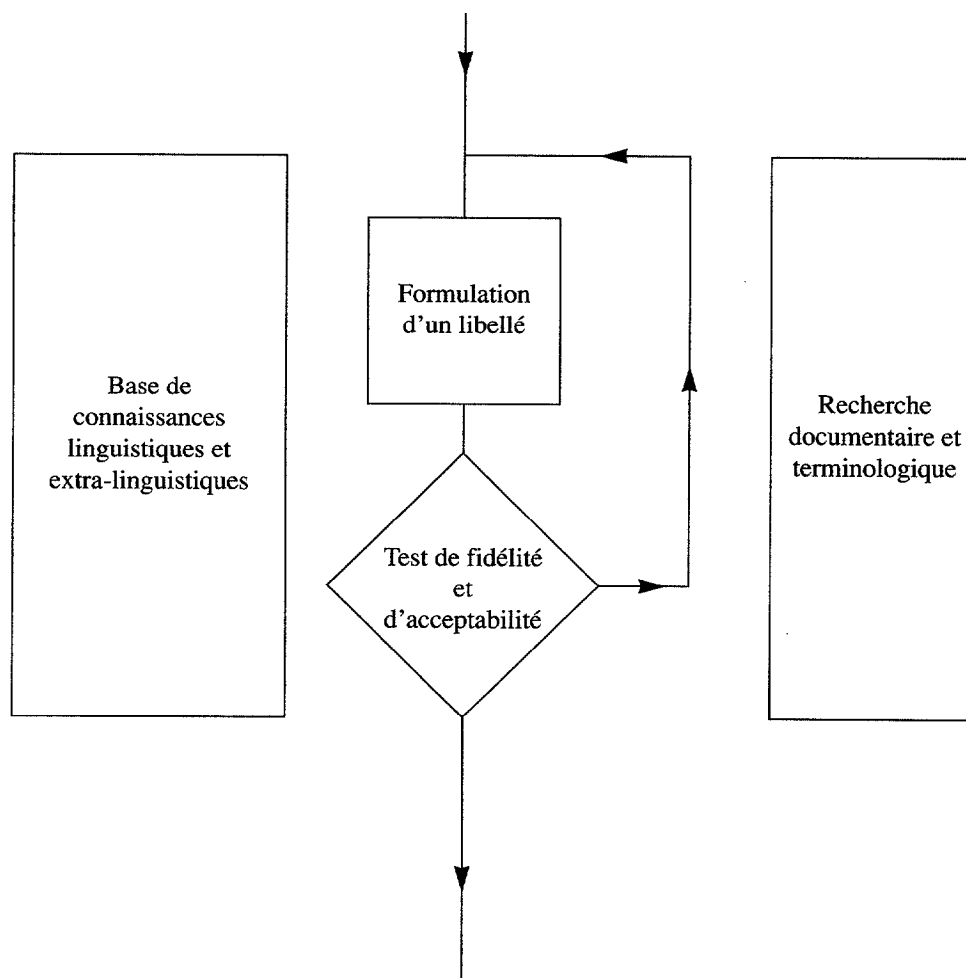 Formulation
d'un libellé
Base de
connaissances
linguistiques et
extra-linguistiques
Recherche
documentaire et
terminologique
Test de fidélité
et
d'acceptabilité